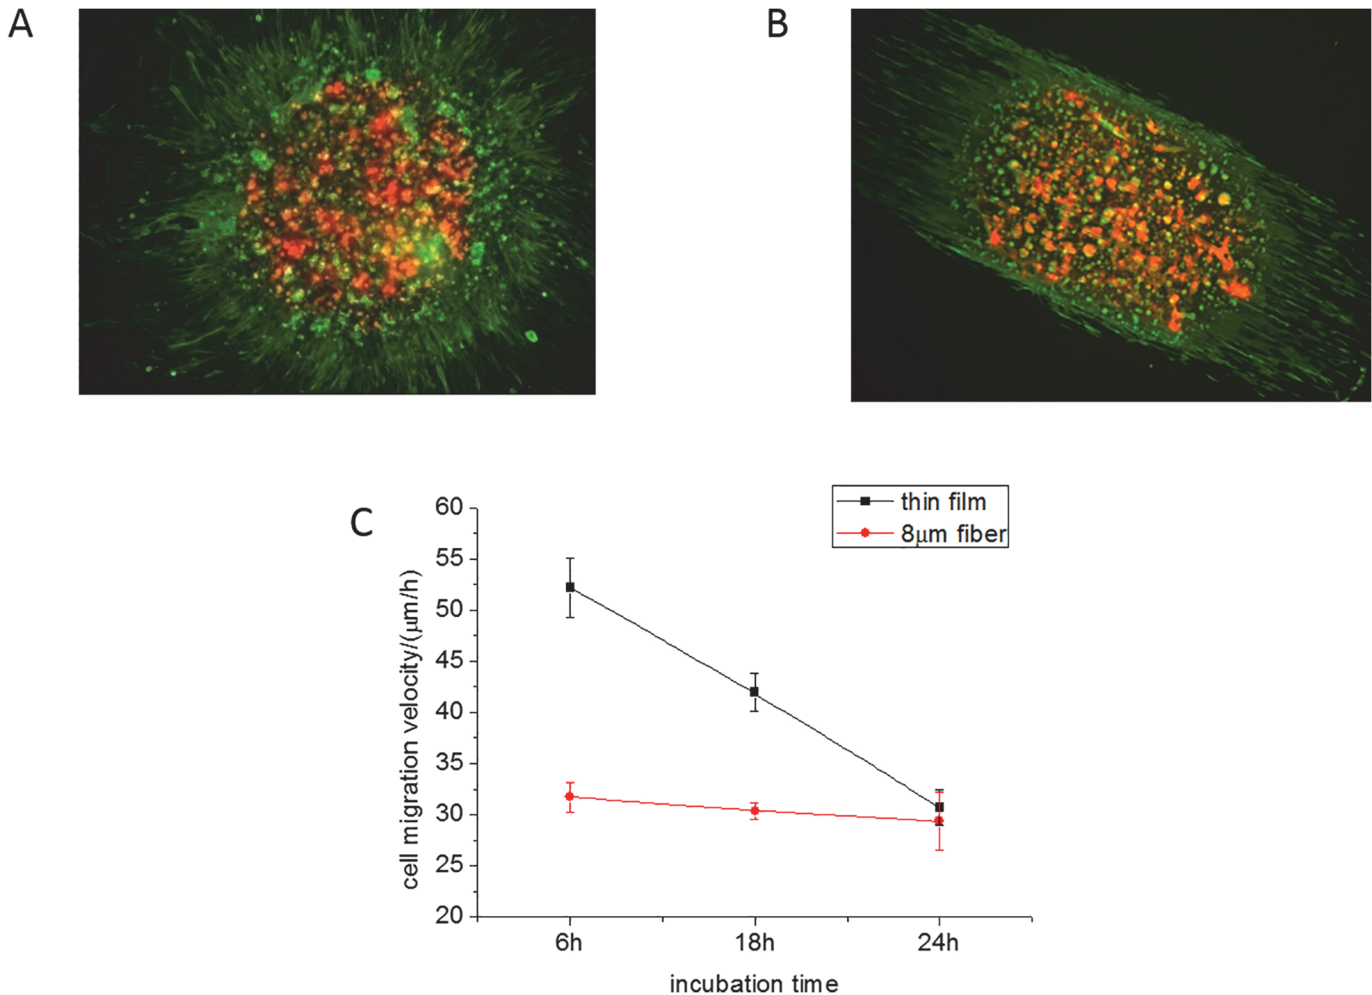 A
B
C
thin film
8μm fiber
60
55
50
45
40
35
30
25
20
cell migration velocity/(μm/h)
6h
18h
24h
incubation time